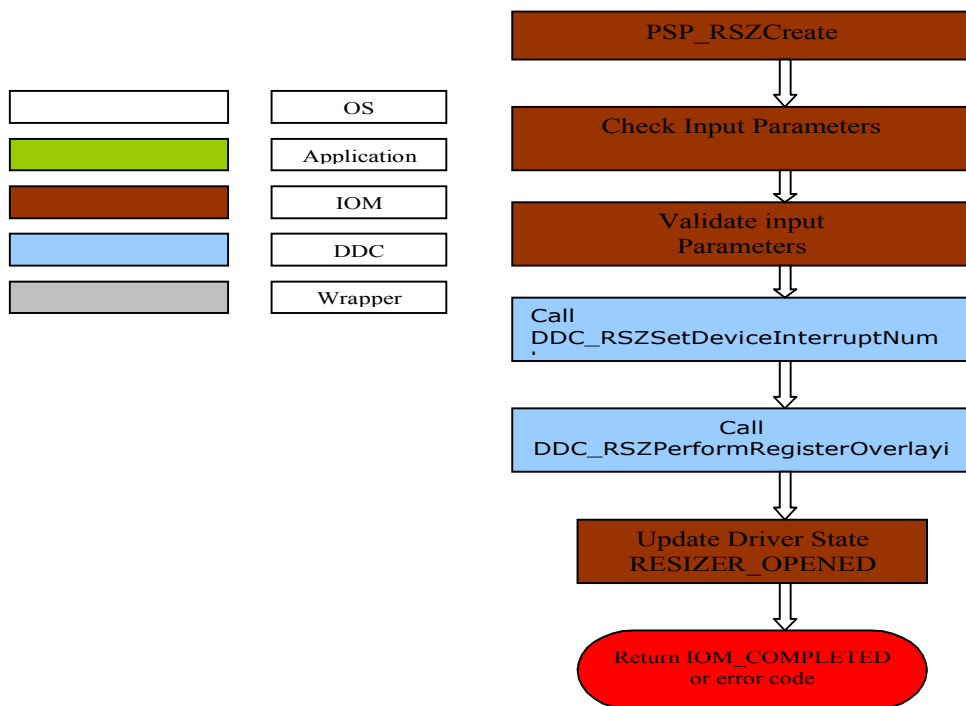 OS
Application
IOM
DDC
Wrapper
PSP_RSZCreate
Check Input Parameters
Validate input
Parameters
Call
DDC_RSZSetDeviceInterruptNum
Call
DDC_RSZPerformRegisterOverlayi
Update Driver State
RESIZER_OPENED
Return IOM_COMPLETED
or error code